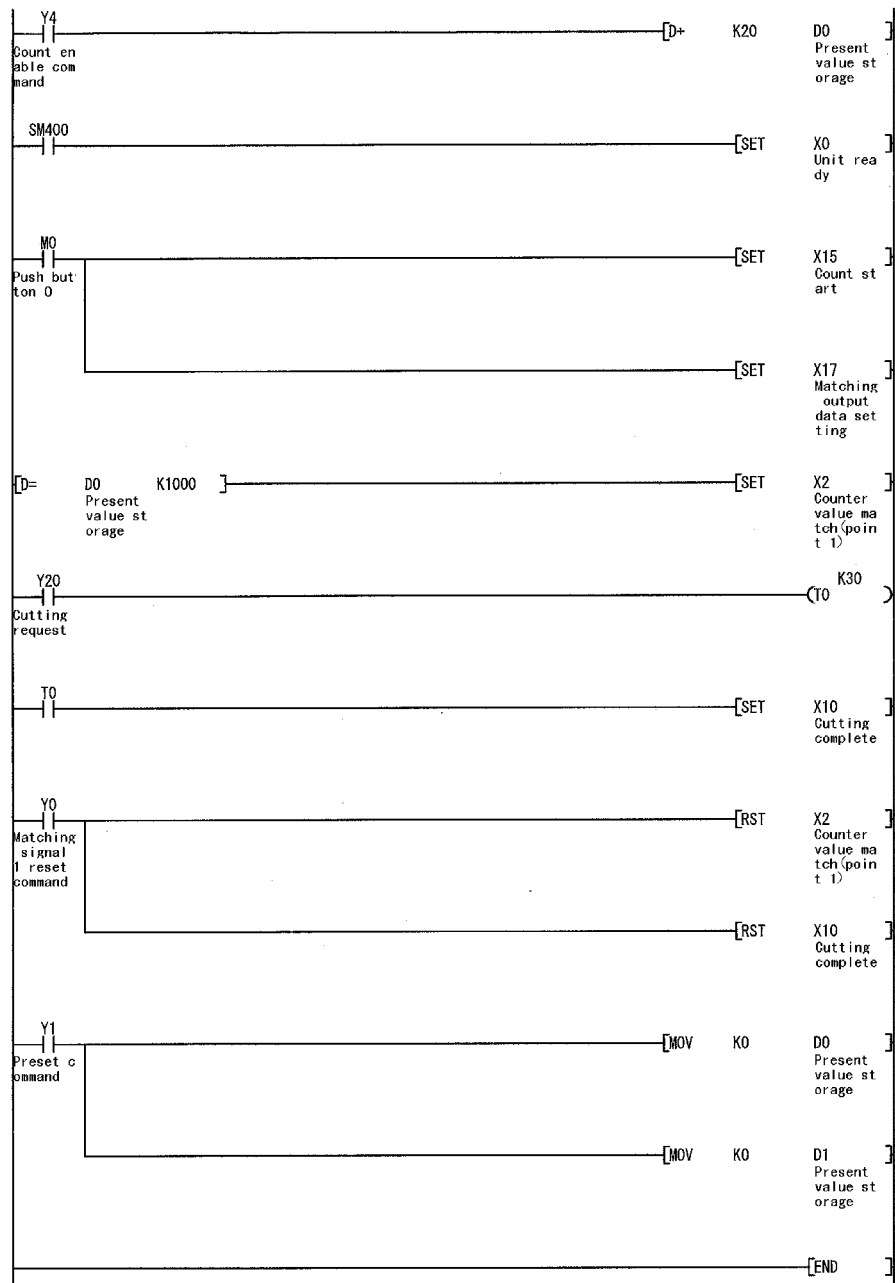 Y4
[D+ K20 D0 ]
Count en
able com
mand
Present
value st
orage
SM400
[SET X0 ]
Unit rea
dy
M0
[SET X15 ]
Push but
ton 0
Count st
art
[SET X17 ]
Matching
output
data set
ting
[D= D0 K1000 ] [SET X2 ]
Present
value st
orage
Counter
value ma
tch(poin
t 1)
Y20
K30
(T0 )
Cutting
request
T0
[SET X10 ]
Cutting
complete
Y0
[RST X2 ]
Matching
signal
1 reset
command
Counter
value ma
tch(poin
t 1)
[RST X10 ]
Cutting
complete
Y1
[MOV K0 D0 ]
Preset c
ommand
Present
value st
orage
[MOV K0 D1 ]
Present
value st
orage
[END ]